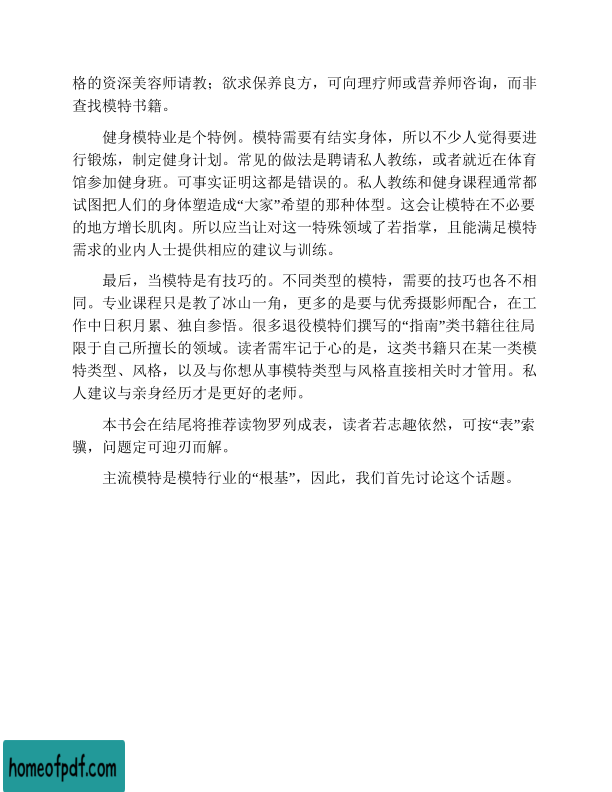 格的资深美容师请教；欲求保养良方，可向理疗师或营养师咨询，而非
查找模特书籍。
健身模特业是个特例。模特需要有结实身体，所以不少人觉得要进
行锻炼，制定健身计划。常见的做法是聘请私人教练，或者就近在体育
馆参加健身班。可事实证明这都是错误的。私人教练和健身课程通常都
试图把人们的身体塑造成“大家”希望的那种体型。这会让模特在不必要
的地方增长肌肉。所以应当让对这一特殊领域了若指掌，且能满足模特
需求的业内人士提供相应的建议与训练。
最后，当模特是有技巧的。不同类型的模特，需要的技巧也各不相
同。专业课程只是教了冰山一角，更多的是要与优秀摄影师配合，在工
作中日积月累、独自参悟。很多退役模特们撰写的“指南”类书籍往往局
限于自己所擅长的领域。读者需牢记于心的是，这类书籍只在某一类模
特类型、风格，以及与你想从事模特类型与风格直接相关时才管用。私
人建议与亲身经历才是更好的老师。
本书会在结尾将推荐读物罗列成表，读者若志趣依然，可按“表”索
骥，问题定可迎刃而解。
主流模特是模特行业的“根基”，因此，我们首先讨论这个话题。
homeofpdf.com